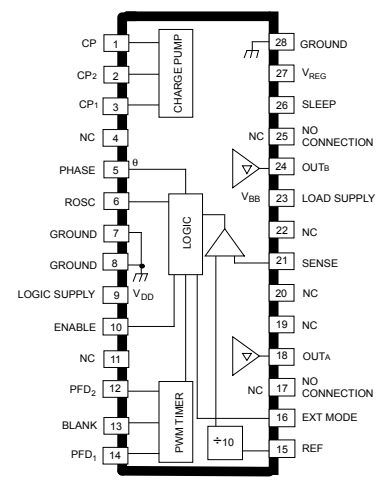 CP 1
CP2 2
CP1 3
NC 4
PHASE 5 θ
ROSC 6
GROUND 7
GROUND 8
LOGIC SUPPLY 9 VDD
ENABLE 10
NC 11
PFD2 12
BLANK 13
PFD1 14
CHARGE PUMP
LOGIC
PWM TIMER
÷10
28 GROUND
27 VREG
26 SLEEP
NC 25 NO
CONNECTION
24 OUTB
VBB 23 LOAD SUPPLY
22 NC
21 SENSE
20 NC
19 NC
18 OUTA
NC 17 NO
CONNECTION
16 EXT MODE
15 REF